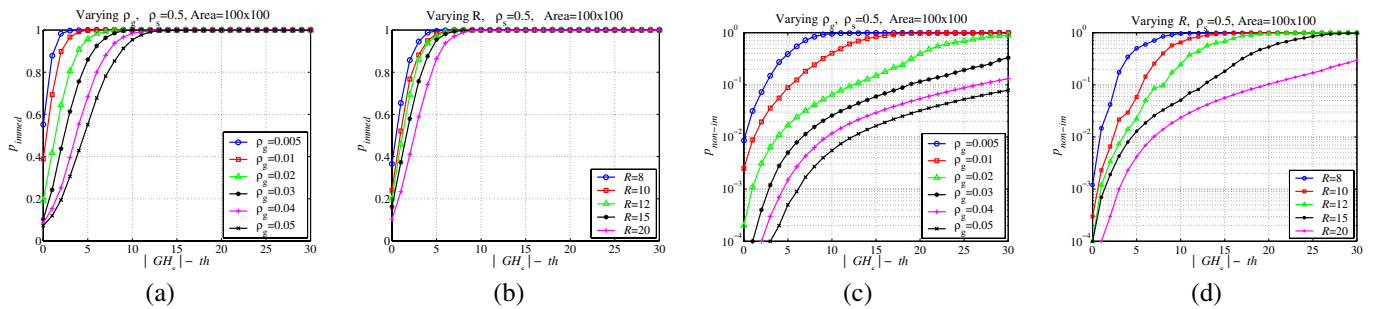 Varying ρg, ρs=0.5, Area=100x100
1
0.8
0.6
0.4
0.2
0
pimmed
0 5 10 15 20 25 30
| GHc| − th
ρg=0.005
ρg=0.01
ρg=0.02
ρg=0.03
ρg=0.04
ρg=0.05
(a)
Varying R, ρs=0.5, Area=100x100
1
0.8
0.6
0.4
0.2
0
pimmed
0 5 10 15 20 25 30
| GHc| − th
R=8
R=10
R=12
R=15
R=20
(b)
Varying ρg, ρs=0.5, Area=100x100
10^0
10^−1
10^−2
10^−3
10^−4
pnon−im
0 5 10 15 20 25 30
| GHc| − th
ρg=0.005
ρg=0.01
ρg=0.02
ρg=0.03
ρg=0.04
ρg=0.05
(c)
Varying R, ρs=0.5, Area=100x100
10^0
10^−1
10^−2
10^−3
10^−4
pnon−im
0 5 10 15 20 25 30
| GHc| − th
R=8
R=10
R=12
R=15
R=20
(d)